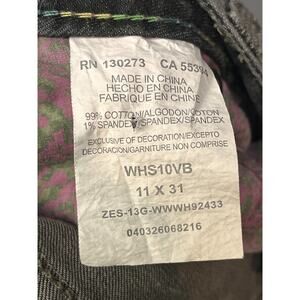 RN 130273 CA 55394
MADE IN CHINA
HECHO EN CHINA
FABRIQUE EN CHINE
99% COTTON/ALGODON/COTON
1% SPANDEX/SPANDEX/SPANDEX
EXCLUSIVE OF DECORATION/EXCEPTO
DECORACION/GARNITURE NON COMPRISE
WHS10VB
11 X 31
ZES-13G-WWWH92433
040326068216